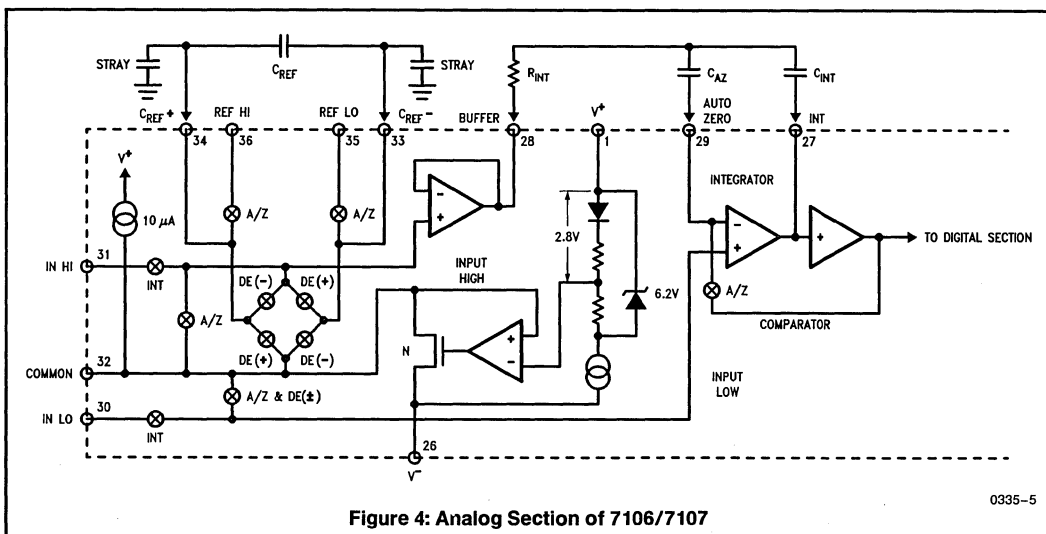 STRAY
C_REF
STRAY
R_INT
C_AZ
C_INT
C_REF+
REF HI
REF LO
C_REF-
BUFFER
V+
AUTO
ZERO
INT
34
36
35
33
28
1
29
27
V+
10 μA
A/Z
A/Z
2.8V
INTEGRATOR
TO DIGITAL SECTION
IN HI
31
INT
DE(-)
DE(+)
INPUT
HIGH
6.2V
A/Z
A/Z
COMPARATOR
DE(+)
DE(-)
N
COMMON
32
A/Z & DE(±)
INPUT
LOW
IN LO
30
INT
26
V-
0335-5
Figure 4: Analog Section of 7106/7107